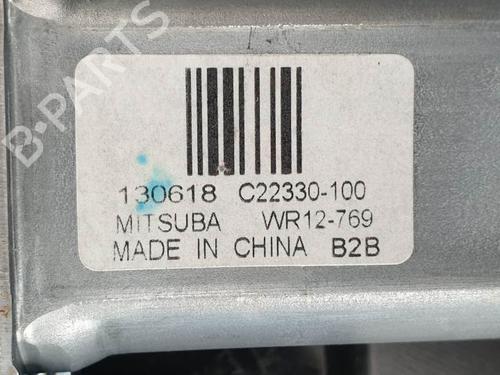 B-PARTS
130618 C22330-100
MITSUBA WR12-769
MADE IN CHINA B2B